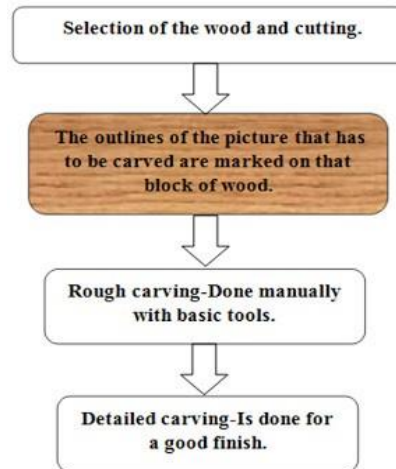 Selection of the wood and cutting.
The outlines of the picture that has
to be carved are marked on that
block of wood.
Rough carving-Done manually
with basic tools.
Detailed carving-Is done for
a good finish.